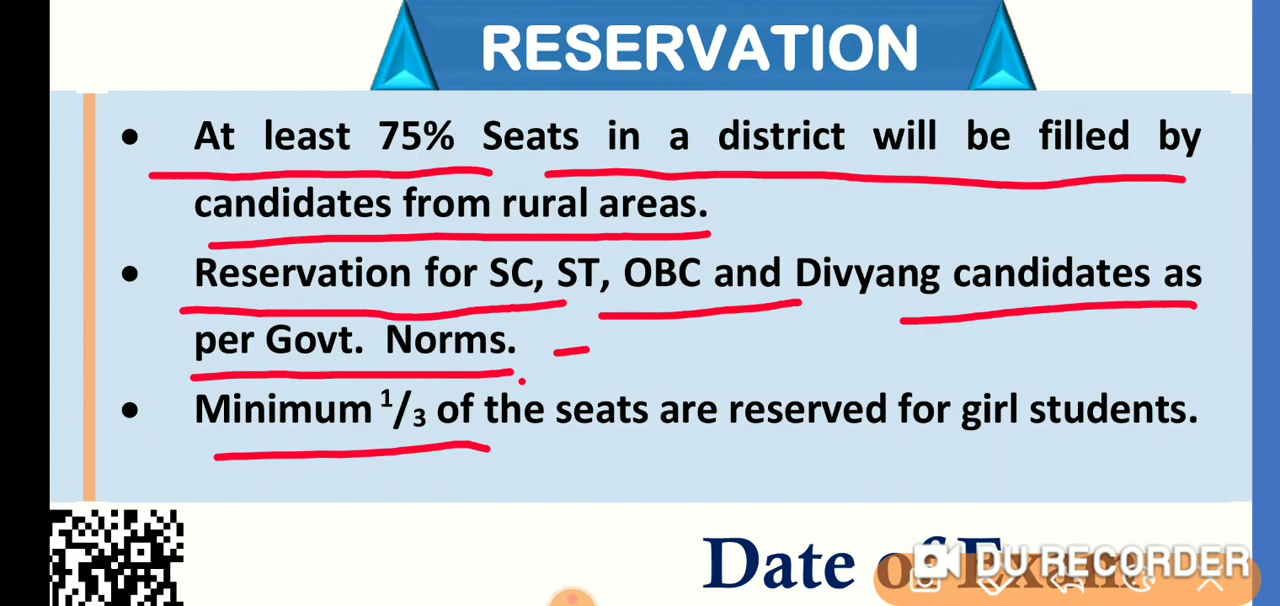 RESERVATION
• At least 75% Seats in a district will be filled by
candidates from rural areas.
• Reservation for SC, ST, OBC and Divyang candidates as
per Govt. Norms.
• Minimum 1/3 of the seats are reserved for girl students.
Date of Exam
DU RECORDER